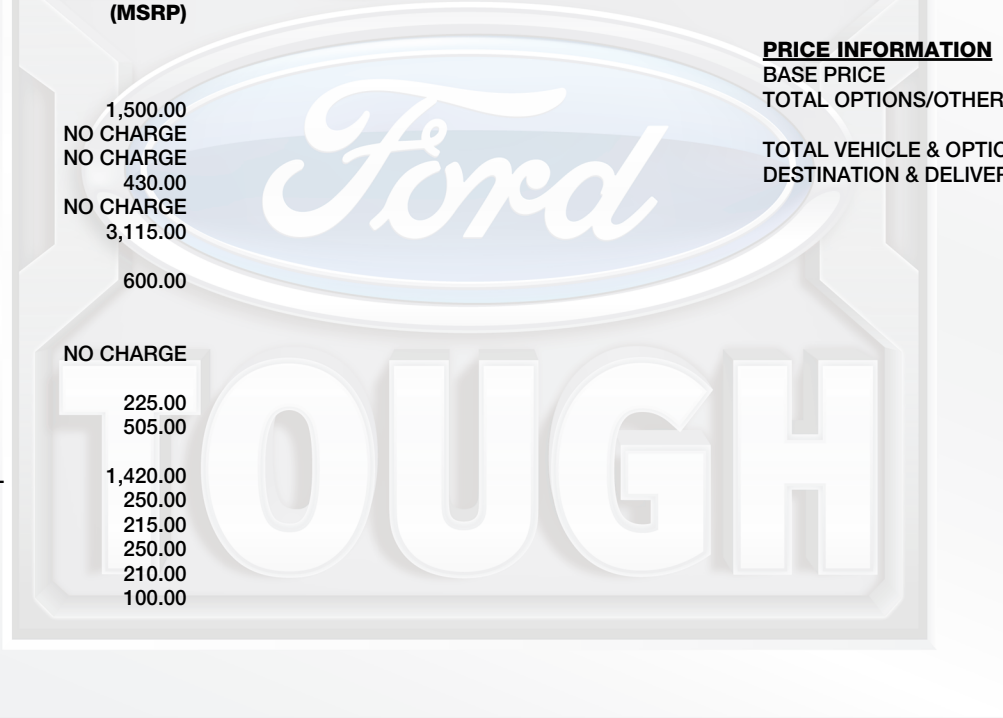 (MSRP)
1,500.00
NO CHARGE
NO CHARGE
430.00
NO CHARGE
3,115.00
600.00
NO CHARGE
225.00
505.00
1,420.00
250.00
215.00
250.00
210.00
100.00
PRICE INFORMATION
BASE PRICE
TOTAL OPTIONS/OTHER
TOTAL VEHICLE & OPTIO
DESTINATION & DELIVER
Ford
TOUGH